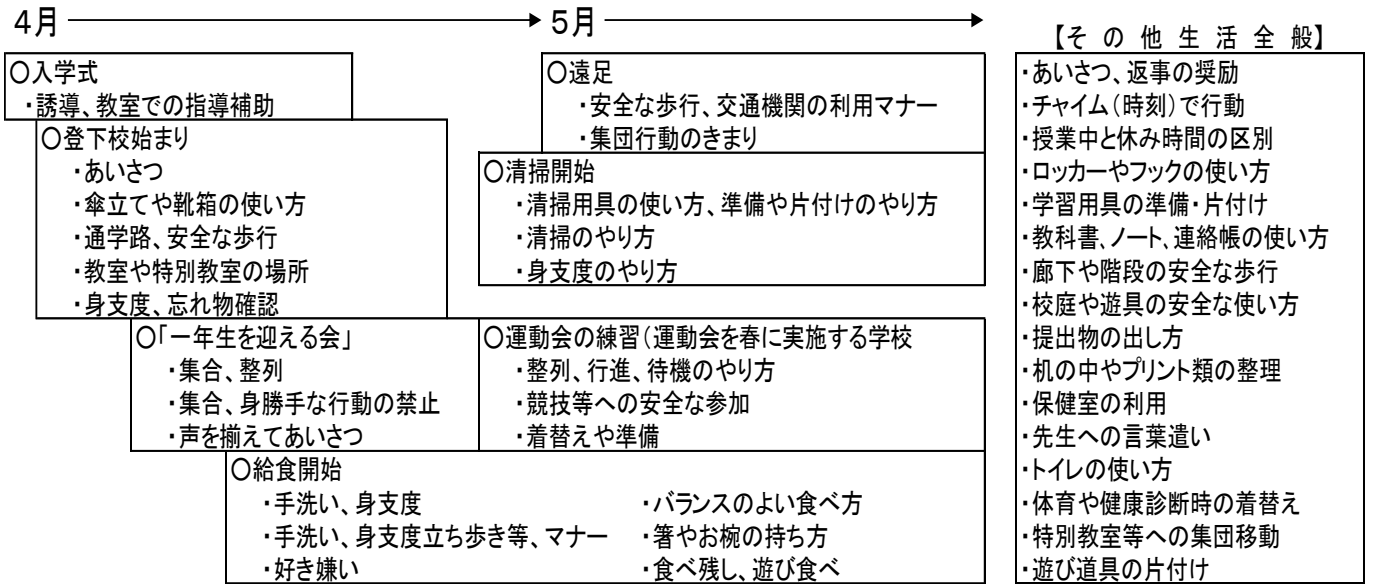 4月
5月
○入学式
・誘導、教室での指導補助
○登下校始まり
・あいさつ
・傘立てや靴箱の使い方
・通学路、安全な歩行
・教室や特別教室の場所
・身支度、忘れ物確認
○「一年生を迎える会」
・集合、整列
・集合、身勝手な行動の禁止
・声を揃えてあいさつ
○遠足
・安全な歩行、交通機関の利用マナー
・集団行動のきまり
○清掃開始
・清掃用具の使い方、準備や片付けのやり方
・清掃のやり方
・身支度のやり方
○運動会の練習(運動会を春に実施する学校
・整列、行進、待機のやり方
・競技等への安全な参加
・着替えや準備
○給食開始
・手洗い、身支度
・手洗い、身支度立ち歩き等、マナー
・好き嫌い
・バランスのよい食べ方
・箸やお椀の持ち方
・食べ残し、遊び食べ
【その他生活全般】
・あいさつ、返事の奨励
・チャイム(時刻)で行動
・授業中と休み時間の区別
・ロッカーやフックの使い方
・学習用具の準備・片付け
・教科書、ノート、連絡帳の使い方
・廊下や階段の安全な歩行
・校庭や遊具の安全な使い方
・提出物の出し方
・机の中やプリント類の整理
・保健室の利用
・先生への言葉遣い
・トイレの使い方
・体育や健康診断時の着替え
・特別教室等への集団移動
・遊び道具の片付け